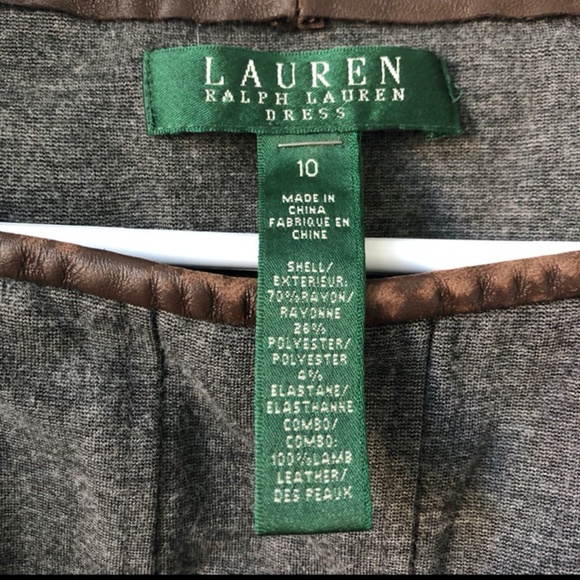 LAUREN
RALPH LAUREN
DRESS
10
MADE IN
CHINA
FABRIQUE EN
CHINE
SHELL/
EXTERIEUR:
70%RAYON/
RAYONNE
26%
POLYESTER/
POLYESTER
4%
ELASTANE/
ELASTHANNE
COMBO/
COMBO:
100%LAMB
LEATHER/
DES PEAUX